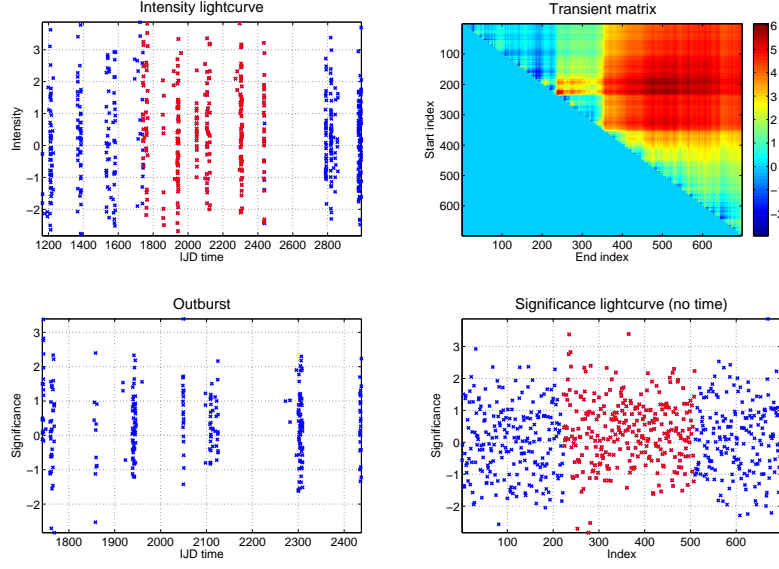 Intensity lightcurve
3
2
1
0
−1
−2
Intensity
1200 1400 1600 1800 2000 2200 2400 2600 2800
IJD time
Transient matrix
100
200
300
400
500
600
Start index
100 200 300 400 500 600
End index
6
5
4
3
2
1
0
−1
−2
−3
Outburst
3
2
1
0
−1
−2
Significance
1800 1900 2000 2100 2200 2300 2400
IJD time
Significance lightcurve (no time)
3
2
1
0
−1
−2
Significance
100 200 300 400 500 600
Index